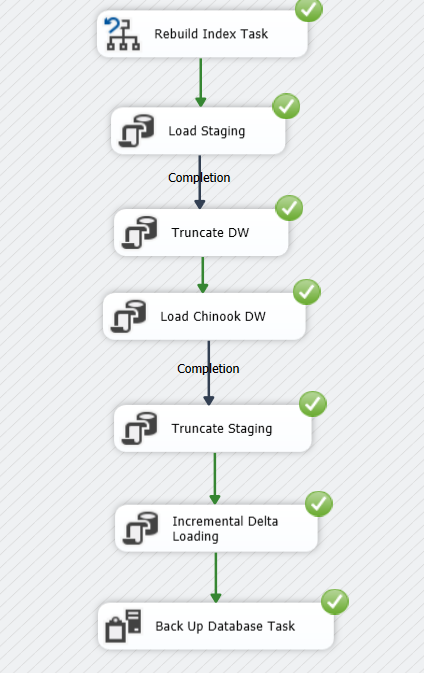 Rebuild Index Task
Load Staging
Completion
Truncate DW
Load Chinook DW
Completion
Truncate Staging
Incremental Delta
Loading
Back Up Database Task